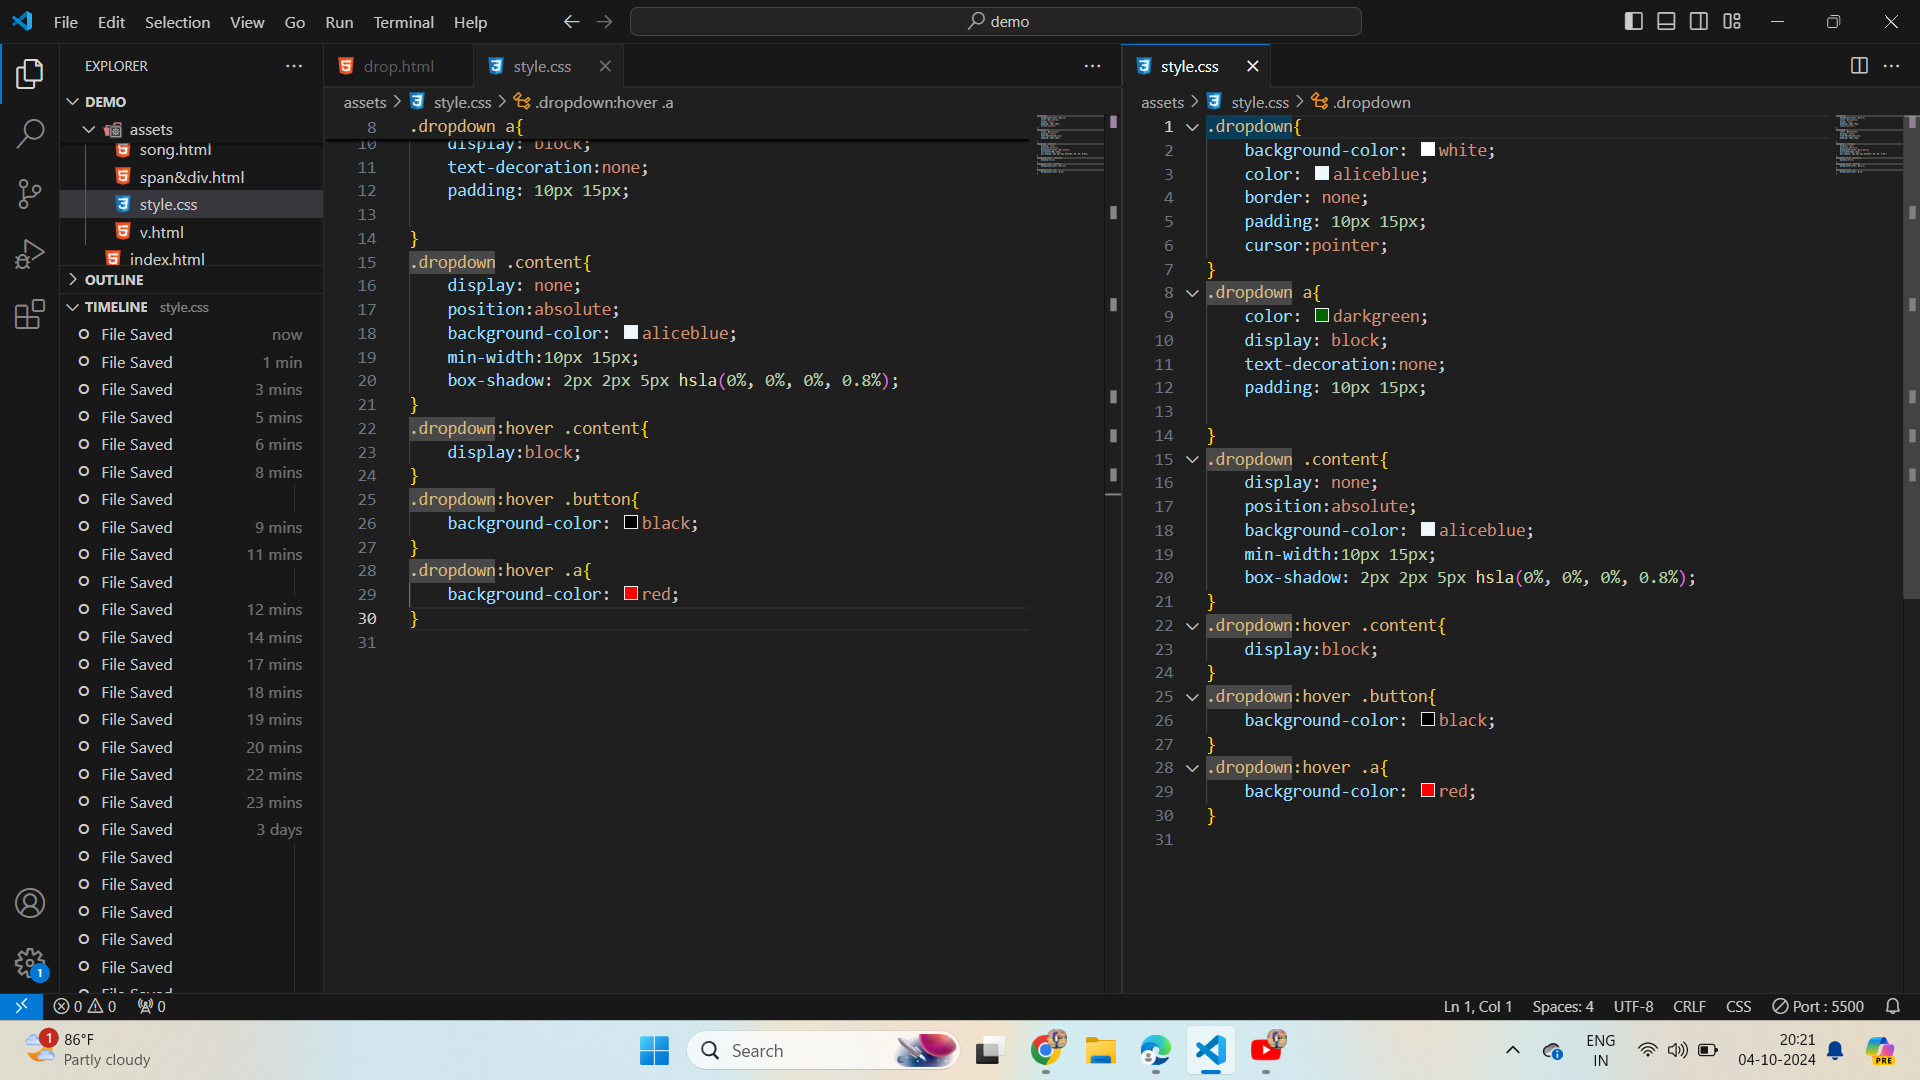 File Edit Selection View Go Run Terminal Help
demo
EXPLORER
DEMO
assets
song.html
span&div.html
style.css
v.html
index.html
OUTLINE
TIMELINE style.css
File Saved now
File Saved 1 min
File Saved 3 mins
File Saved 5 mins
File Saved 6 mins
File Saved 8 mins
File Saved
File Saved 9 mins
File Saved 11 mins
File Saved
File Saved 12 mins
File Saved 14 mins
File Saved 17 mins
File Saved 18 mins
File Saved 19 mins
File Saved 20 mins
File Saved 22 mins
File Saved 23 mins
File Saved 3 days
File Saved
File Saved
File Saved
File Saved
File Saved
File Saved
drop.html style.css
assets > style.css > .dropdown:hover .a
8 .dropdown a{
10 display: block;
11 text-decoration:none;
12 padding: 10px 15px;
13
14 }
15 .dropdown .content{
16 display: none;
17 position:absolute;
18 background-color: aliceblue;
19 min-width:10px 15px;
20 box-shadow: 2px 2px 5px hsla(0%, 0%, 0%, 0.8%);
21 }
22 .dropdown:hover .content{
23 display:block;
24 }
25 .dropdown:hover .button{
26 background-color: black;
27 }
28 .dropdown:hover .a{
29 background-color: red;
30 }
31
style.css
assets > style.css > .dropdown
1 .dropdown{
2 background-color: white;
3 color: aliceblue;
4 border: none;
5 padding: 10px 15px;
6 cursor:pointer;
7 }
8 .dropdown a{
9 color: darkgreen;
10 display: block;
11 text-decoration:none;
12 padding: 10px 15px;
13
14 }
15 .dropdown .content{
16 display: none;
17 position:absolute;
18 background-color: aliceblue;
19 min-width:10px 15px;
20 box-shadow: 2px 2px 5px hsla(0%, 0%, 0%, 0.8%);
21 }
22 .dropdown:hover .content{
23 display:block;
24 }
25 .dropdown:hover .button{
26 background-color: black;
27 }
28 .dropdown:hover .a{
29 background-color: red;
30 }
31
1
0 0 0
Ln 1, Col 1 Spaces: 4 UTF-8 CRLF CSS Port : 5500
1
86°F
Partly cloudy
Search
ENG
IN
20:21
04-10-2024
PRE